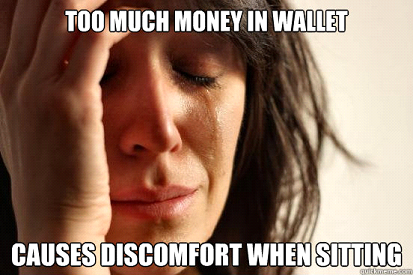 TOO MUCH MONEY IN WALLET
CAUSES DISCOMFORT WHEN SITTING
quickmeme.com